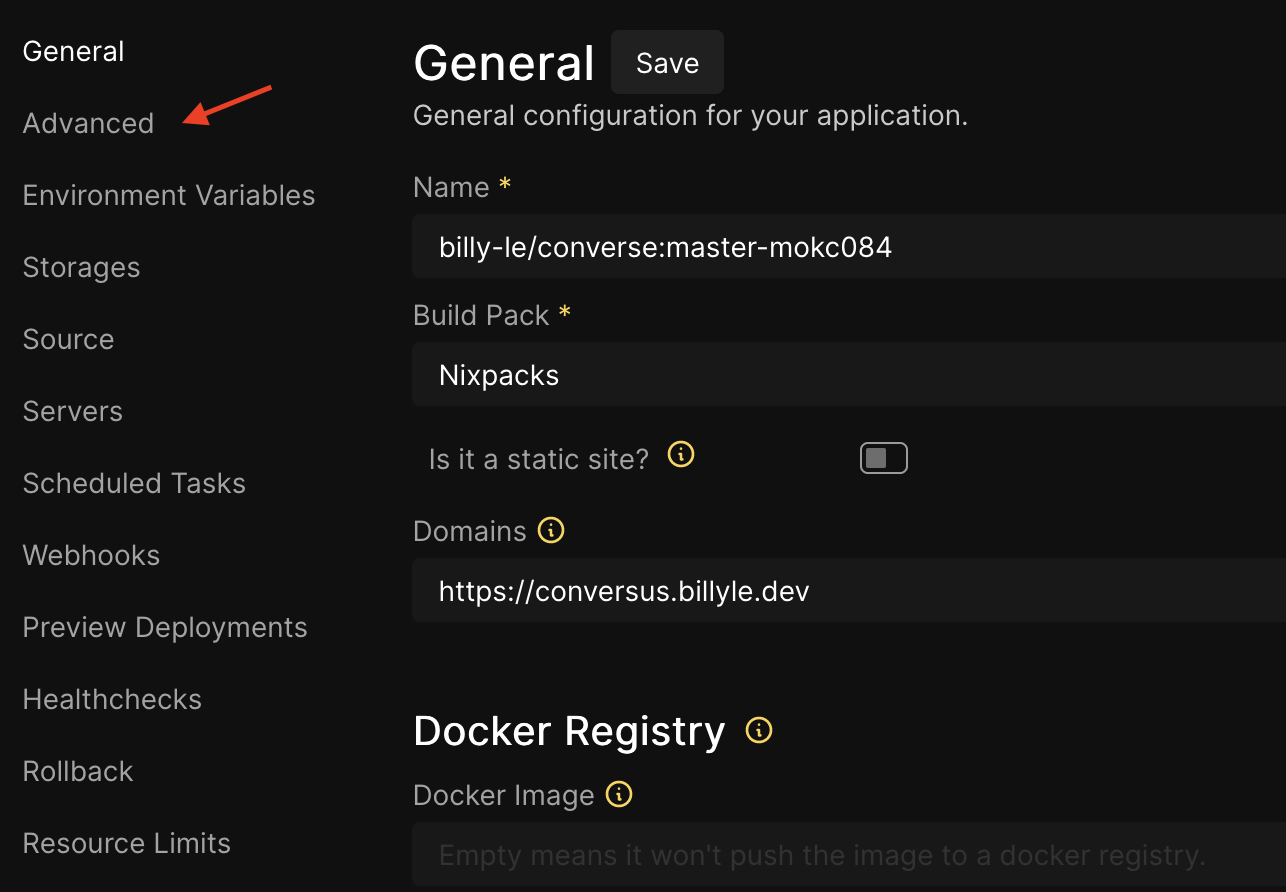 General
Advanced
Environment Variables
Storages
Source
Servers
Scheduled Tasks
Webhooks
Preview Deployments
Healthchecks
Rollback
Resource Limits
General Save
General configuration for your application.
Name *
billy-le/converse:master-mokc084
Build Pack *
Nixpacks
Is it a static site?
Domains
https://conversus.billyle.dev
Docker Registry
Docker Image
Empty means it won't push the image to a docker registry.